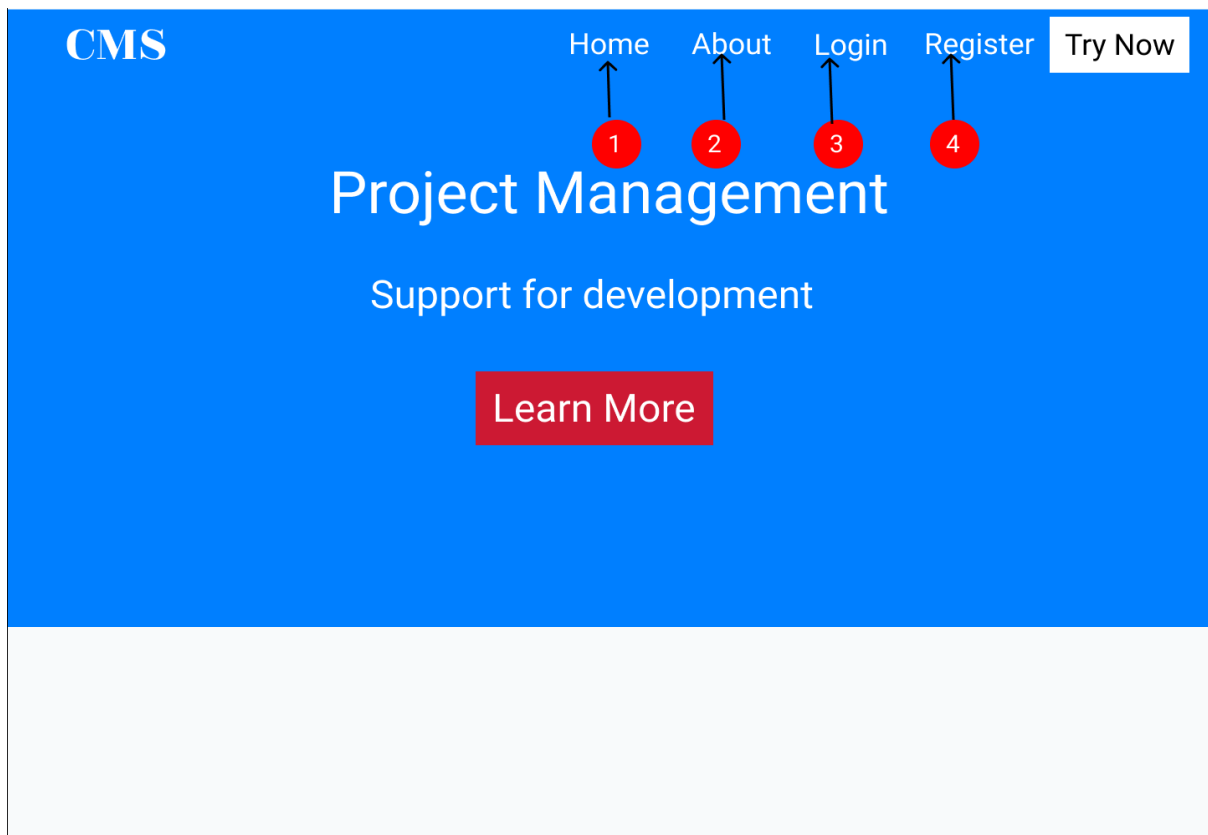 CMS Home About Login Register Try Now
1 2 3 4
Project Management
Support for development
Learn More